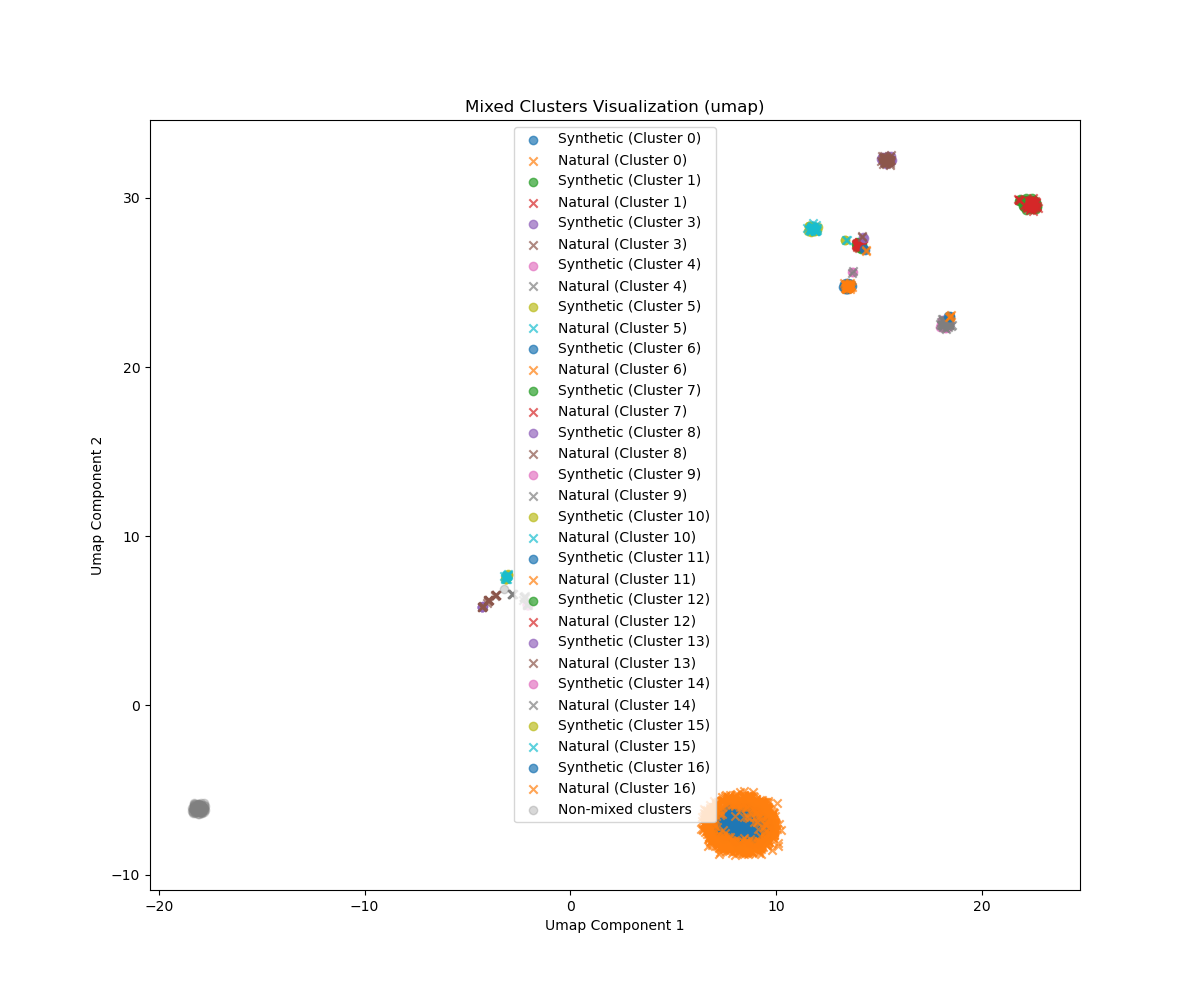 Mixed Clusters Visualization (umap)
Synthetic (Cluster 0)
Natural (Cluster 0)
Synthetic (Cluster 1)
Natural (Cluster 1)
Synthetic (Cluster 3)
Natural (Cluster 3)
Synthetic (Cluster 4)
Natural (Cluster 4)
Synthetic (Cluster 5)
Natural (Cluster 5)
Synthetic (Cluster 6)
Natural (Cluster 6)
Synthetic (Cluster 7)
Natural (Cluster 7)
Synthetic (Cluster 8)
Natural (Cluster 8)
Synthetic (Cluster 9)
Natural (Cluster 9)
Synthetic (Cluster 10)
Natural (Cluster 10)
Synthetic (Cluster 11)
Natural (Cluster 11)
Synthetic (Cluster 12)
Natural (Cluster 12)
Synthetic (Cluster 13)
Natural (Cluster 13)
Synthetic (Cluster 14)
Natural (Cluster 14)
Synthetic (Cluster 15)
Natural (Cluster 15)
Synthetic (Cluster 16)
Natural (Cluster 16)
Non-mixed clusters
Umap Component 2
30
20
10
0
−10
−20
−10
0
10
20
Umap Component 1